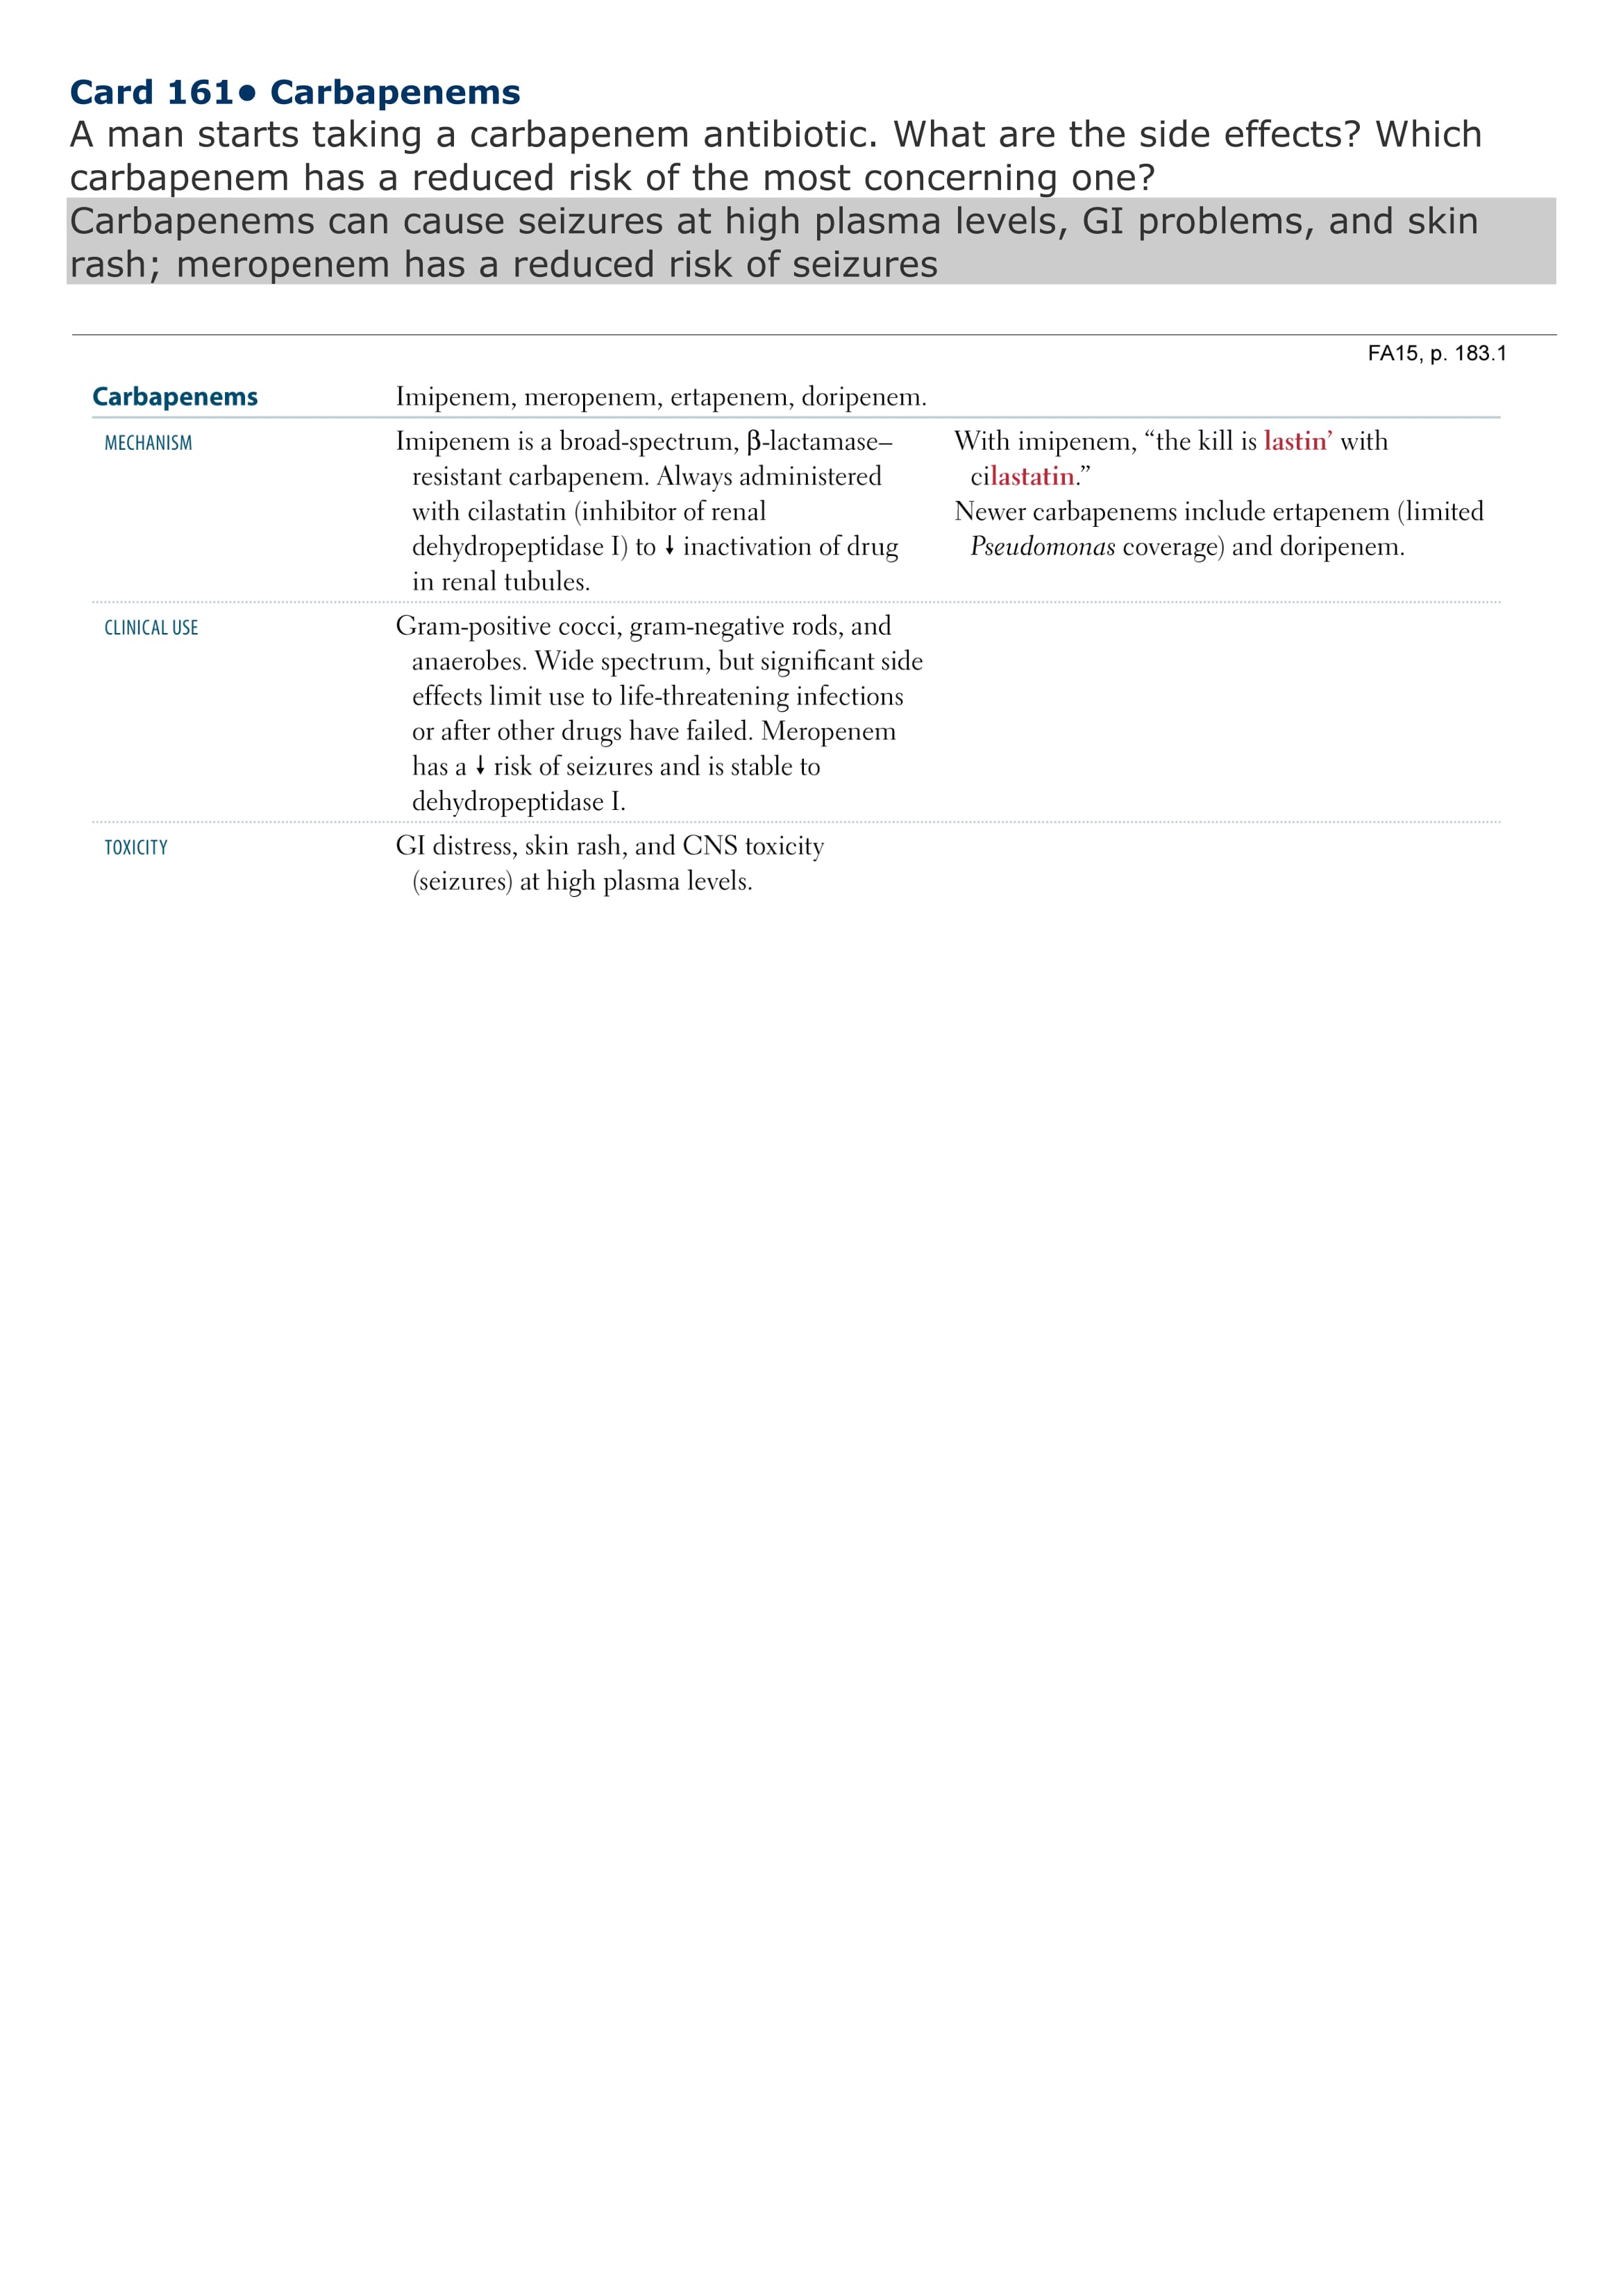 Card 161● Carbapenems
A man starts taking a carbapenem antibiotic. What are the side effects? Which
carbapenem has a reduced risk of the most concerning one?
Carbapenems can cause seizures at high plasma levels, GI problems, and skin
rash; meropenem has a reduced risk of seizures
FA15, p. 183.1
Carbapenems
Imipenem, meropenem, ertapenem, doripenem.
MECHANISM
Imipenem is a broad-spectrum, β-lactamase–
resistant carbapenem. Always administered
with cilastatin (inhibitor of renal
dehydropeptidase I) to ↓ inactivation of drug
in renal tubules.
With imipenem, “the kill is lastin’ with
cilastatin.”
Newer carbapenems include ertapenem (limited
Pseudomonas coverage) and doripenem.
CLINICAL USE
Gram-positive cocci, gram-negative rods, and
anaerobes. Wide spectrum, but significant side
effects limit use to life-threatening infections
or after other drugs have failed. Meropenem
has a ↓ risk of seizures and is stable to
dehydropeptidase I.
TOXICITY
GI distress, skin rash, and CNS toxicity
(seizures) at high plasma levels.